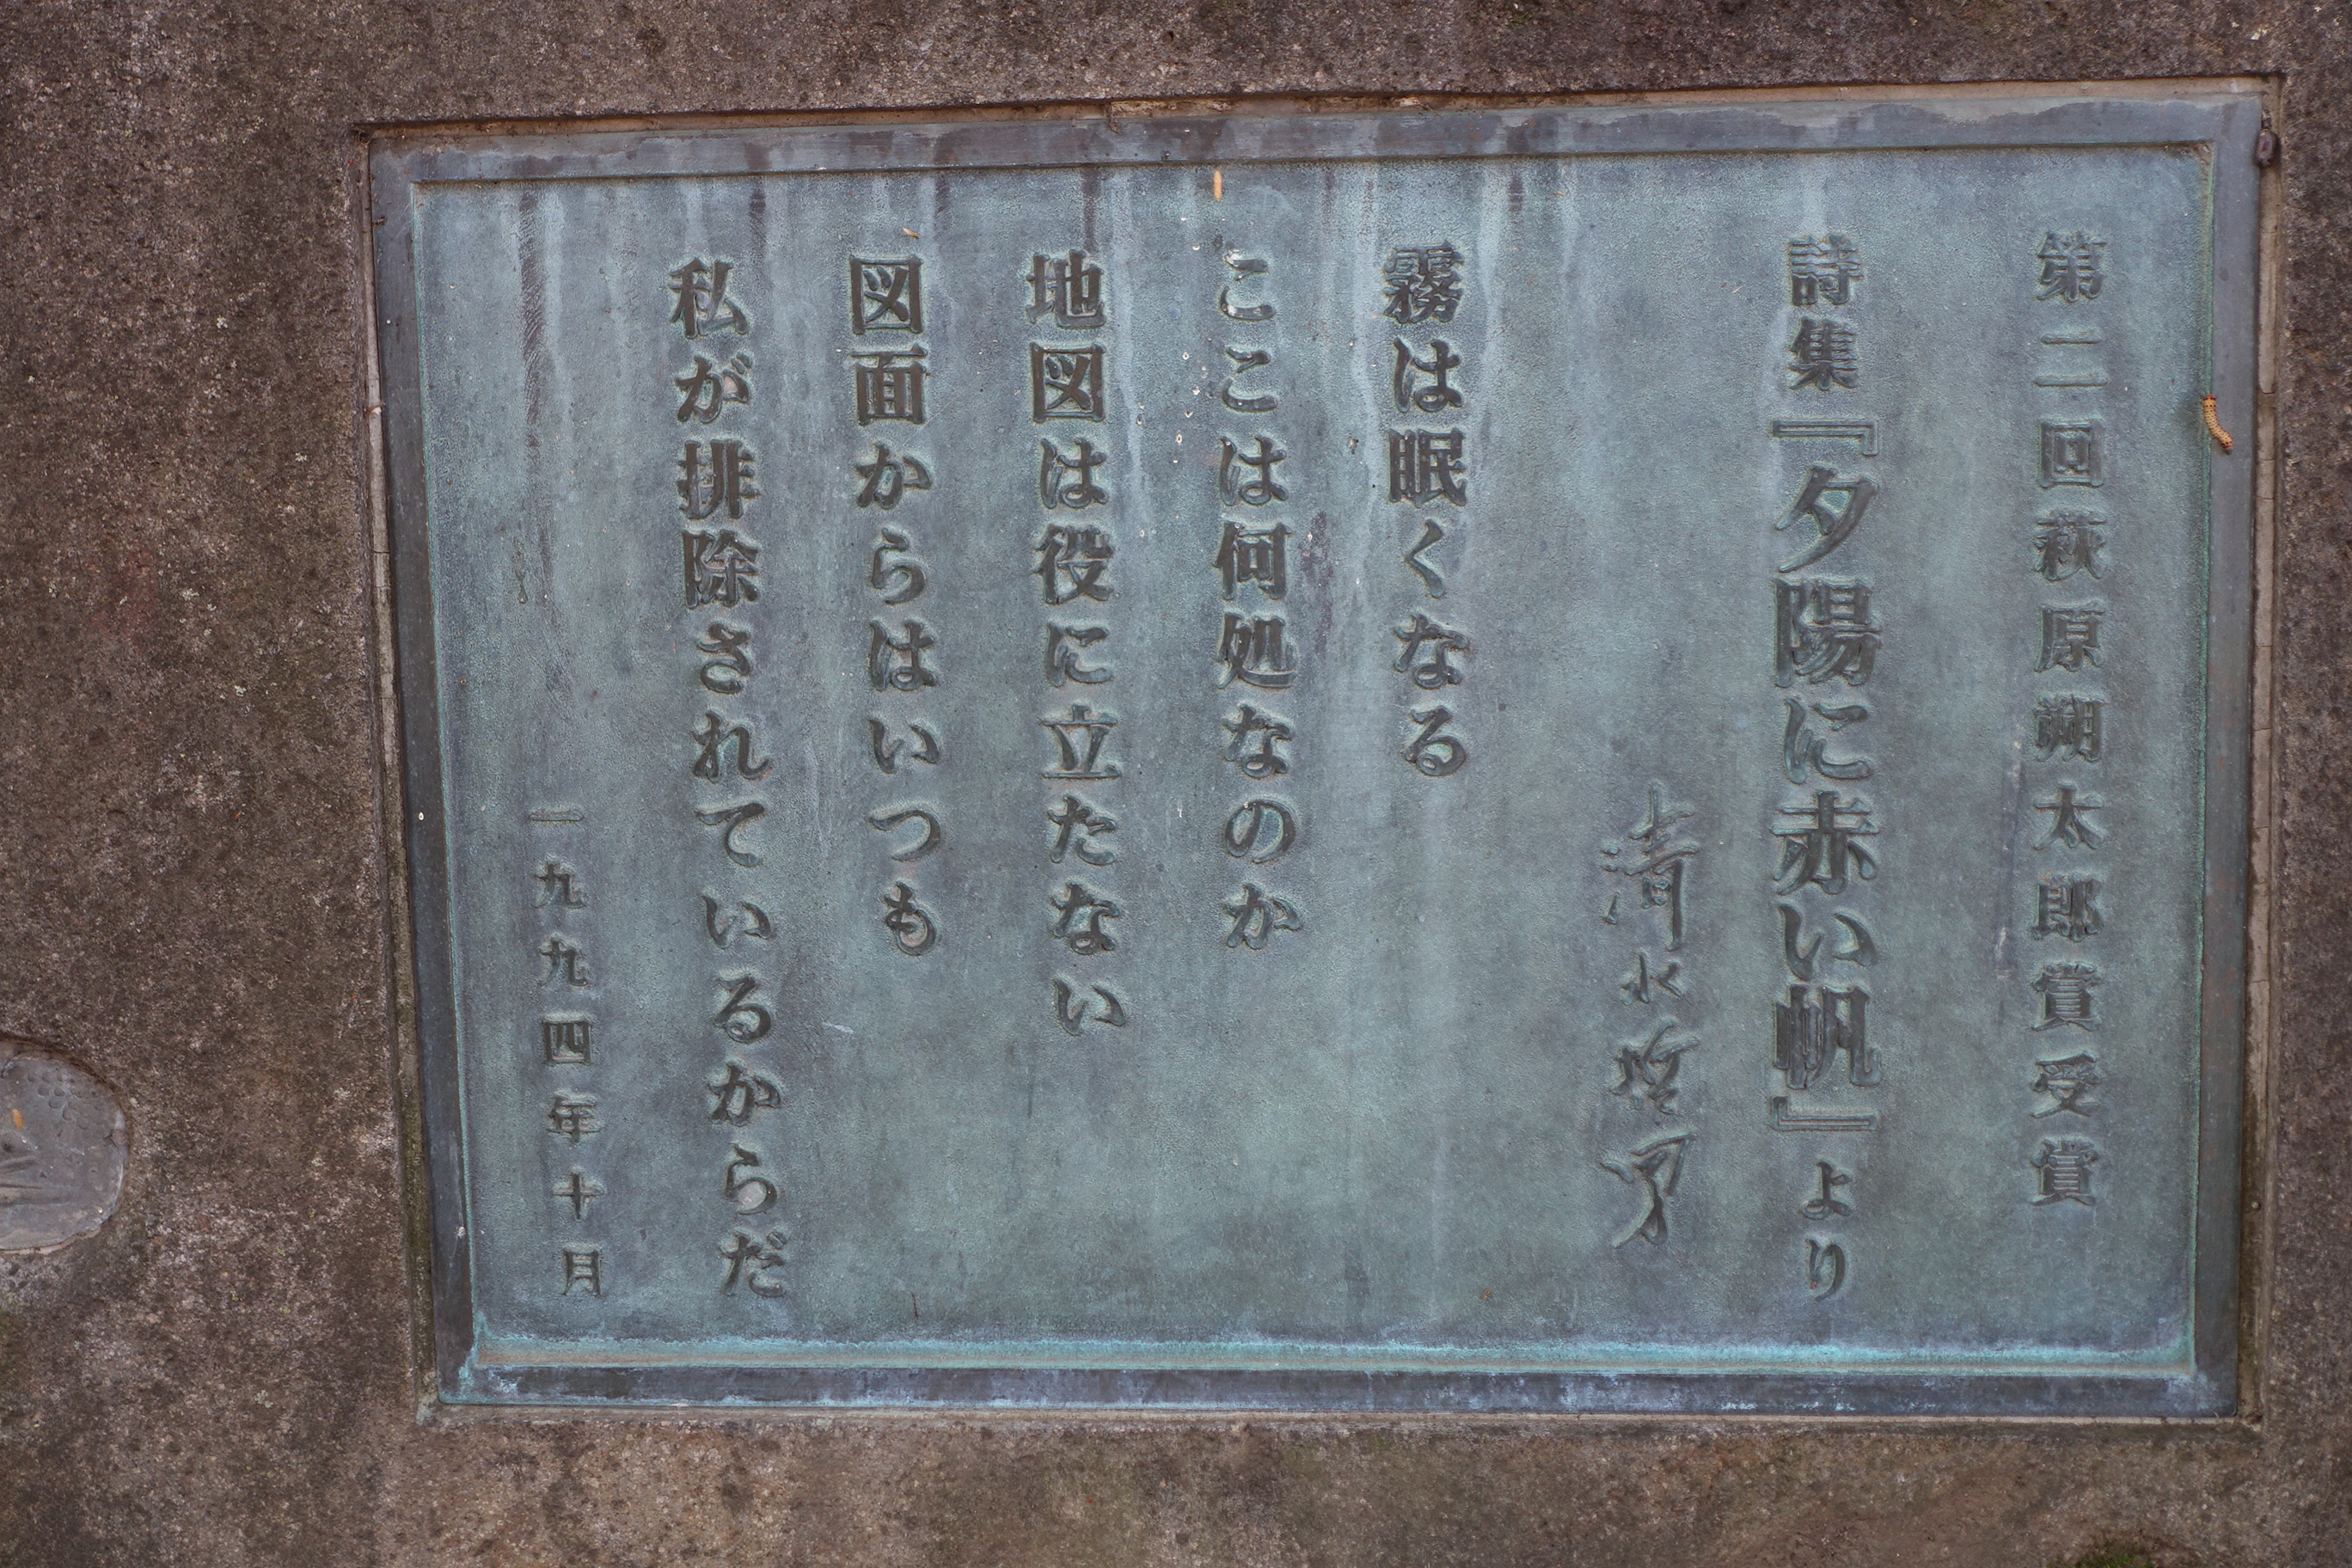 第二回萩原朔太郎賞受賞
詩集『夕陽に赤い帆』より
清水哲男
霧は眠くなる
ここは何処なのか
地図は役に立たない
図面からはいつも
私が排除されているからだ
一九九四年十月